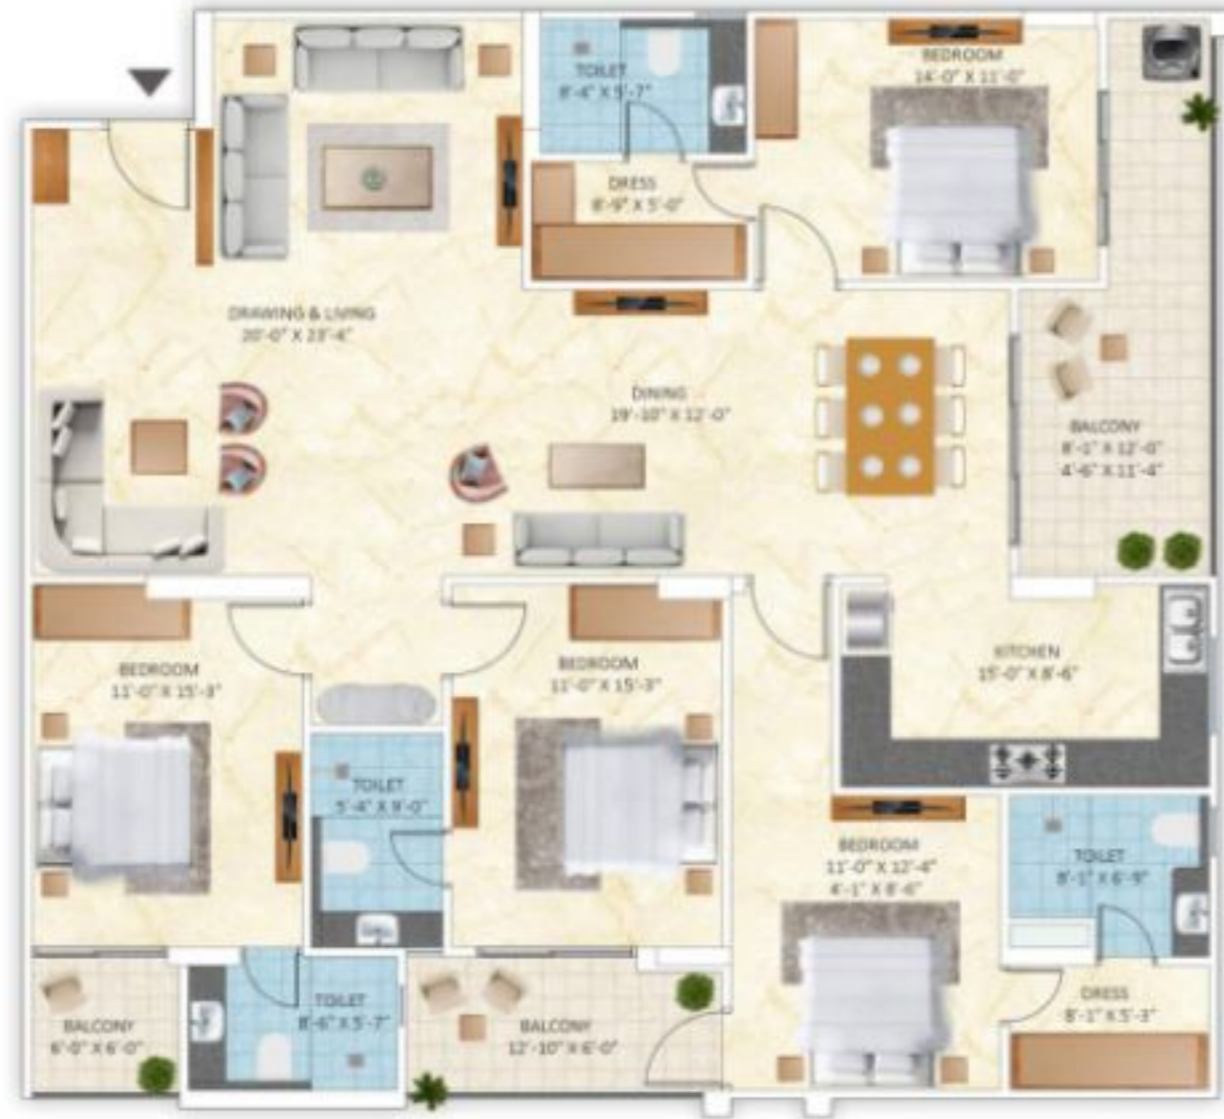 TOILET
8'-4" X 5'-7"
BEDROOM
14'-0" X 11'-0"
DRESS
8'-9" X 5'-0"
DRAWING & LIVING
20'-0" X 23'-4"
DINING
19'-10" X 12'-0"
BALCONY
8'-1" X 12'-0"
4'-6" X 11'-4"
BEDROOM
11'-0" X 15'-3"
BEDROOM
11'-0" X 15'-3"
KITCHEN
15'-0" X 8'-6"
TOILET
5'-4" X 9'-0"
BEDROOM
11'-0" X 12'-4"
4'-1" X 8'-6"
TOILET
8'-1" X 6'-9"
BALCONY
6'-0" X 6'-0"
TOILET
8'-6" X 5'-7"
BALCONY
12'-10" X 6'-0"
DRESS
8'-1" X 5'-3"